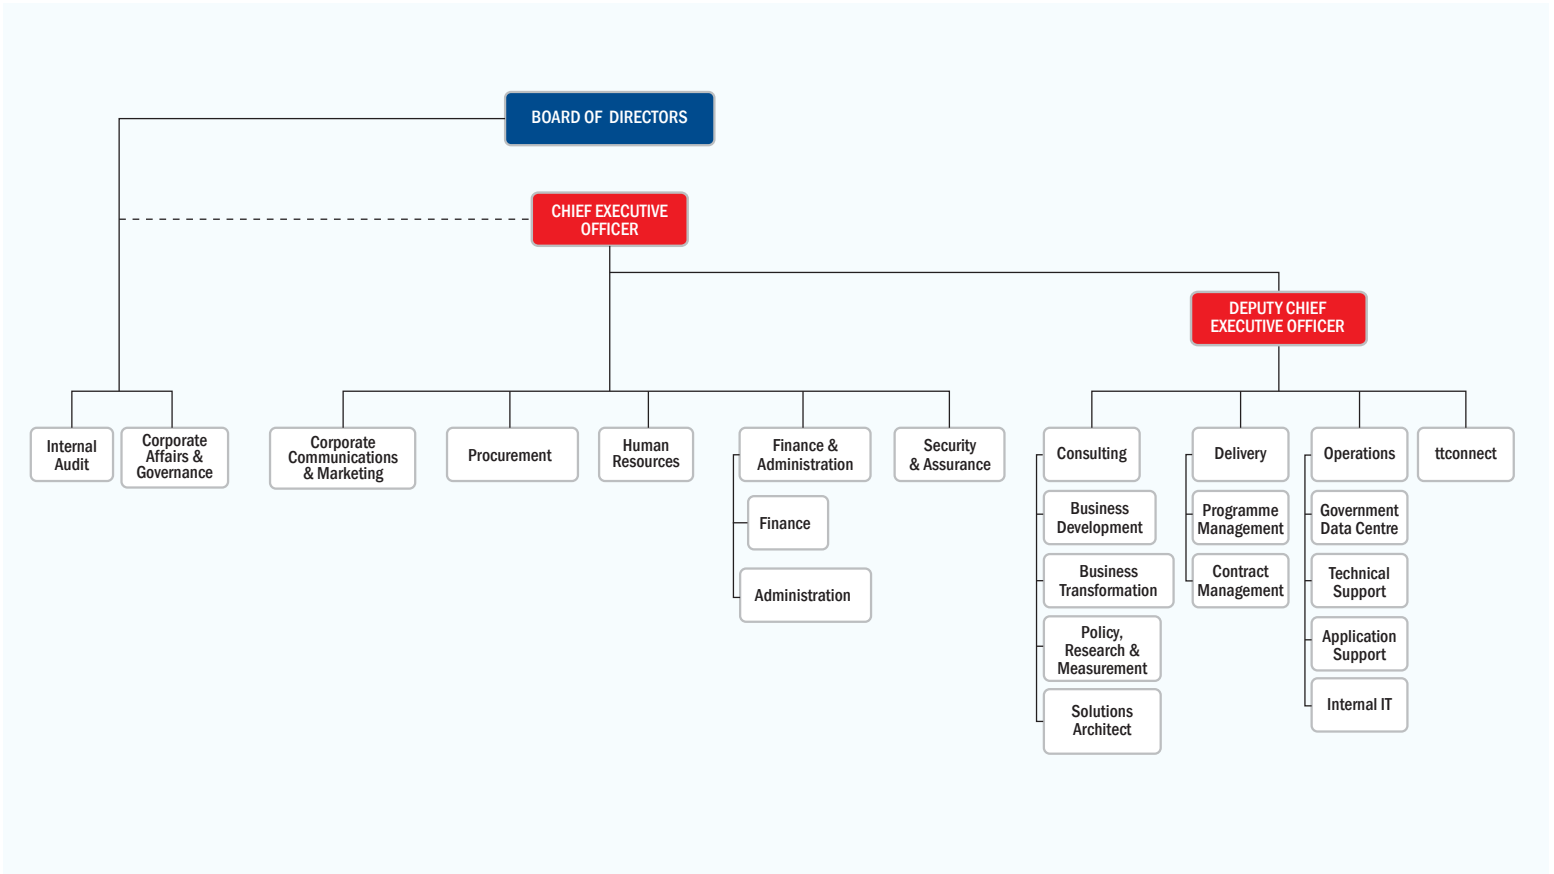 BOARD OF DIRECTORS
CHIEF EXECUTIVE
OFFICER
DEPUTY CHIEF
EXECUTIVE OFFICER
Internal
Audit
Corporate
Affairs &
Governance
Corporate
Communications
& Marketing
Procurement
Human
Resources
Finance &
Administration
Finance
Administration
Security
& Assurance
Consulting
Business
Development
Business
Transformation
Policy,
Research &
Measurement
Solutions
Architect
Delivery
Programme
Management
Contract
Management
Operations
Government
Data Centre
Technical
Support
Application
Support
Internal IT
ttconnect